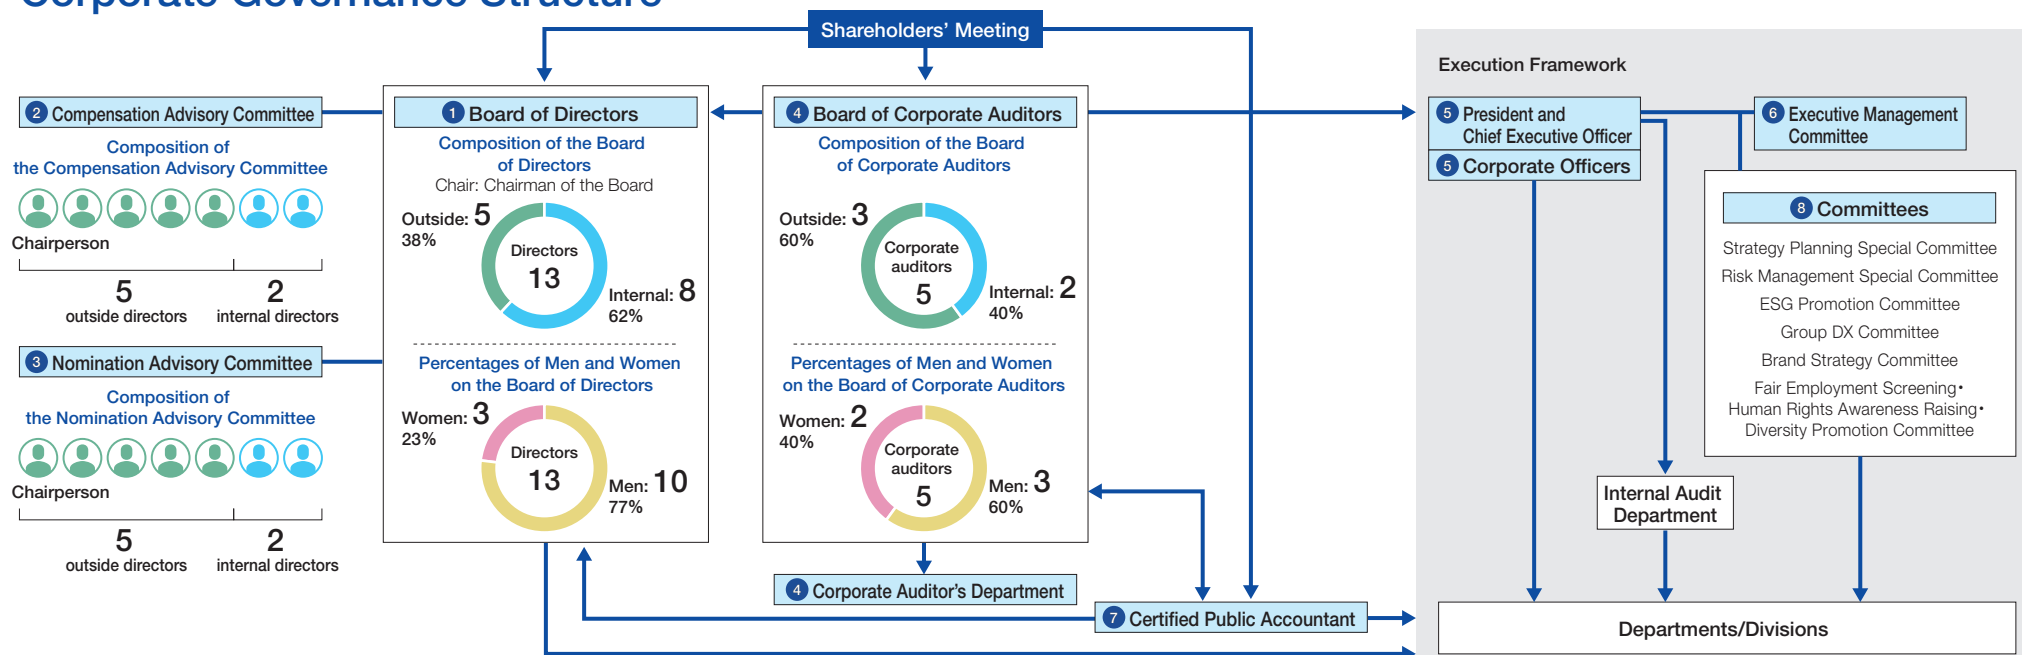 Corporate Governance Structure
Shareholders' Meeting
2 Compensation Advisory Committee
Composition of
the Compensation Advisory Committee
Chairperson
5
outside directors
2
internal directors
3 Nomination Advisory Committee
Composition of
the Nomination Advisory Committee
Chairperson
5
outside directors
2
internal directors
1 Board of Directors
Composition of the Board
of Directors
Chair: Chairman of the Board
Outside: 5
38%
Directors
13
Internal: 8
62%
Percentages of Men and Women
on the Board of Directors
Women: 3
23%
Directors
13
Men: 10
77%
4 Board of Corporate Auditors
Composition of the Board
of Corporate Auditors
Outside: 3
60%
Corporate
auditors
5
Internal: 2
40%
Percentages of Men and Women
on the Board of Corporate Auditors
Women: 2
40%
Corporate
auditors
5
Men: 3
60%
4 Corporate Auditor's Department
7 Certified Public Accountant
Execution Framework
5 President and
Chief Executive Officer
5 Corporate Officers
6 Executive Management
Committee
8 Committees
Strategy Planning Special Committee
Risk Management Special Committee
ESG Promotion Committee
Group DX Committee
Brand Strategy Committee
Fair Employment Screening•
Human Rights Awareness Raising•
Diversity Promotion Committee
Internal Audit
Department
Departments/Divisions